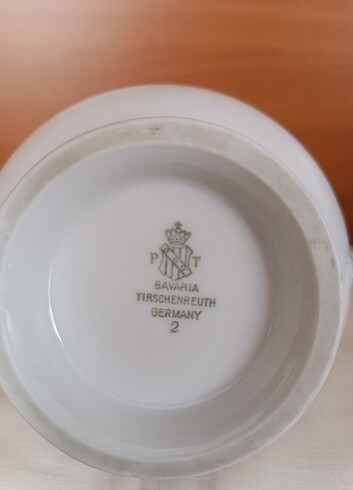 P T
BAVARIA
TIRSCHENREUTH
GERMANY
2